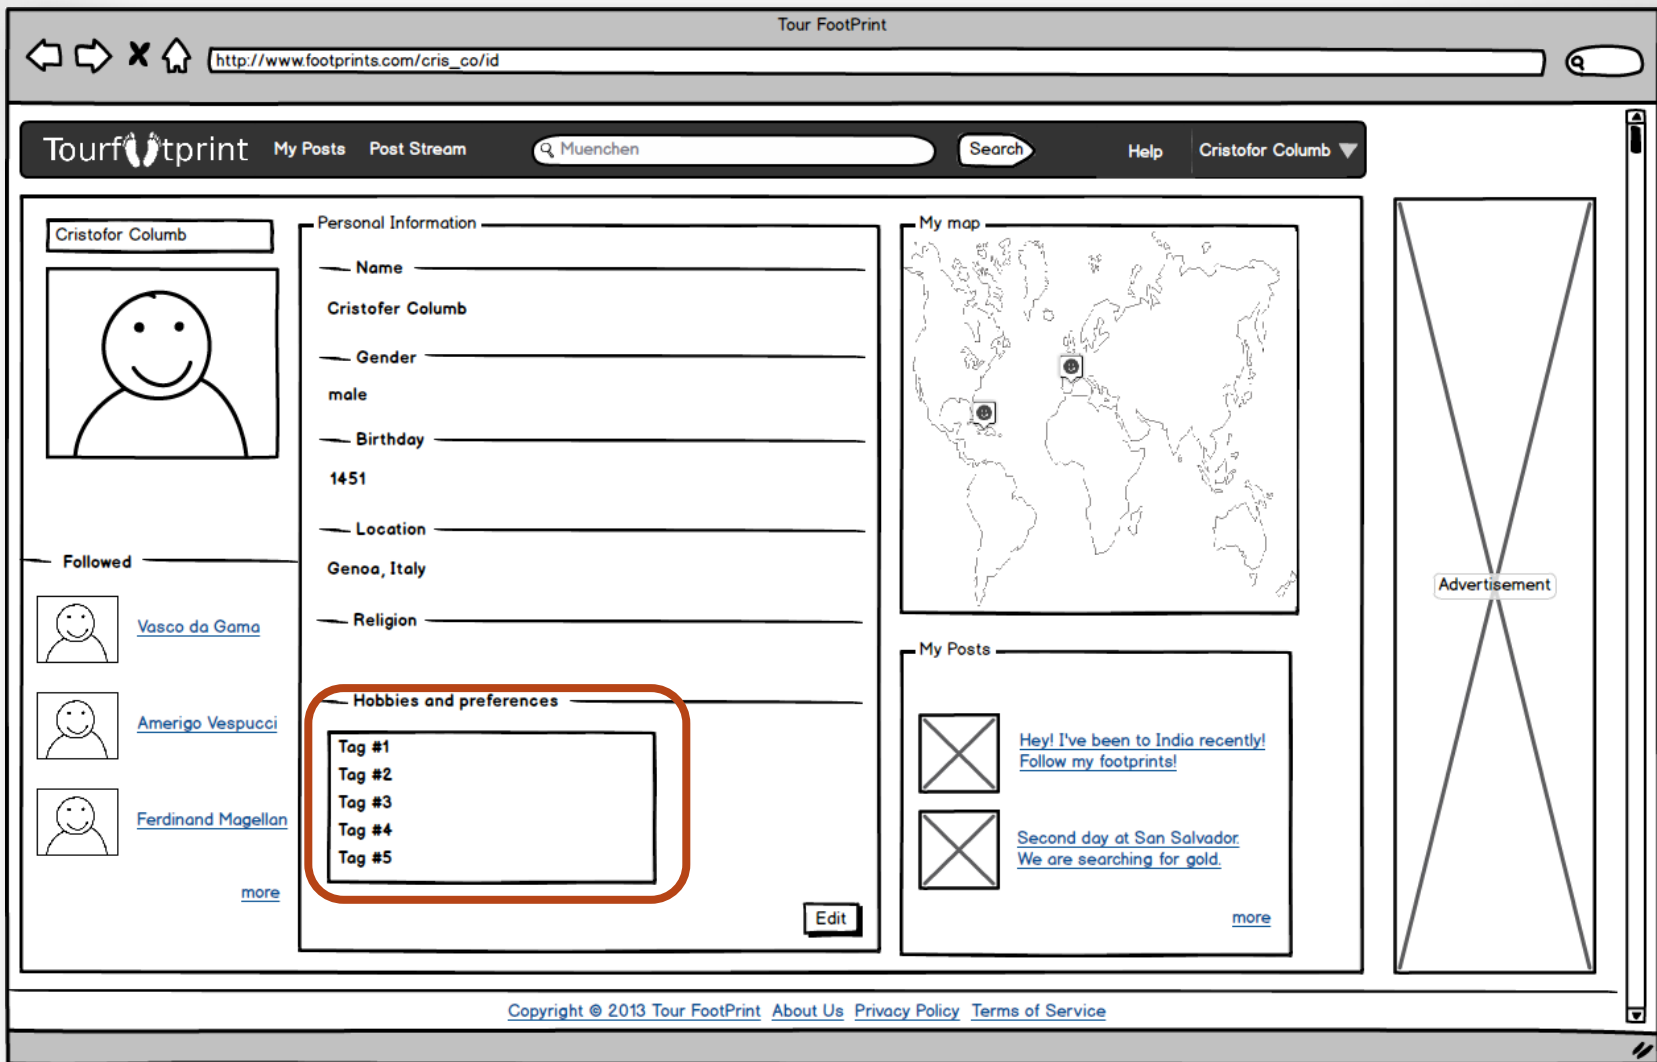 Tour FootPrint
http://www.footprints.com/cris_co/id
Tourfootprint My Posts Post Stream Muenchen Search Help Cristofor Columb
Cristofor Columb
Followed
Vasco da Gama
Amerigo Vespucci
Ferdinand Magellan
more
Personal Information
Name
Cristofer Columb
Gender
male
Birthday
1451
Location
Genoa, Italy
Religion
Hobbies and preferences
Tag #1
Tag #2
Tag #3
Tag #4
Tag #5
Edit
My map
My Posts
Hey! I've been to India recently!
Follow my footprints!
Second day at San Salvador.
We are searching for gold.
more
Advertisement
Copyright © 2013 Tour FootPrint About Us Privacy Policy Terms of Service